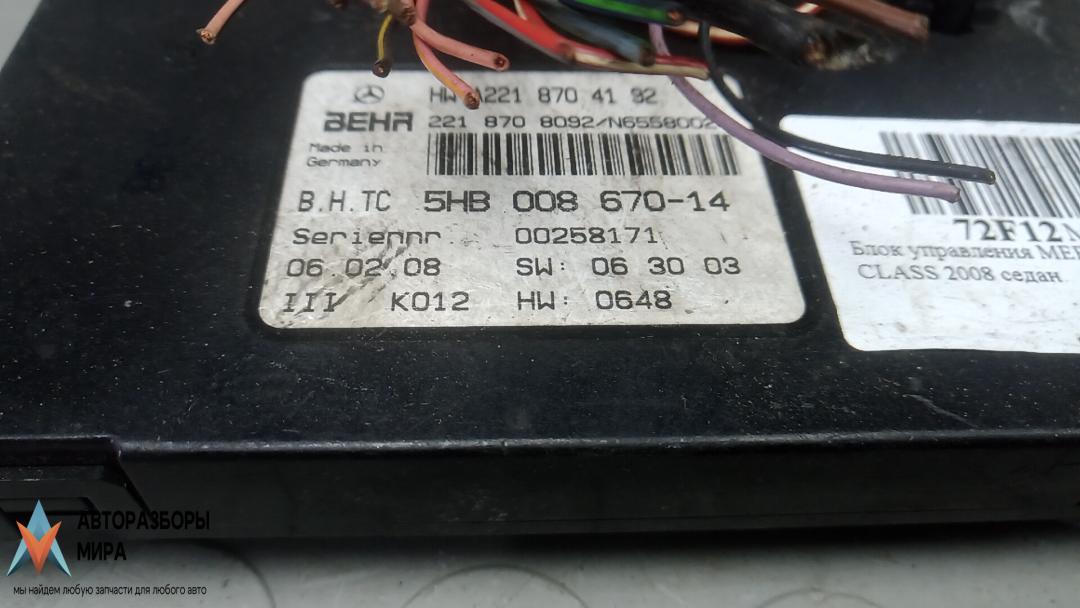 HW A221 870 41 92
BEHR
221 870 8092/N6558002
Made in
Germany
B.H.TC 5HB 008 670-14
Seriennr. 00258171
06.02.08 SW: 06 30 03
III K012 HW: 0648
72F12
Блок управления
CLASS 2008 седан
АВТОРАЗБОРЫ
МИРА
мы найдем любую запчасти для любого авто